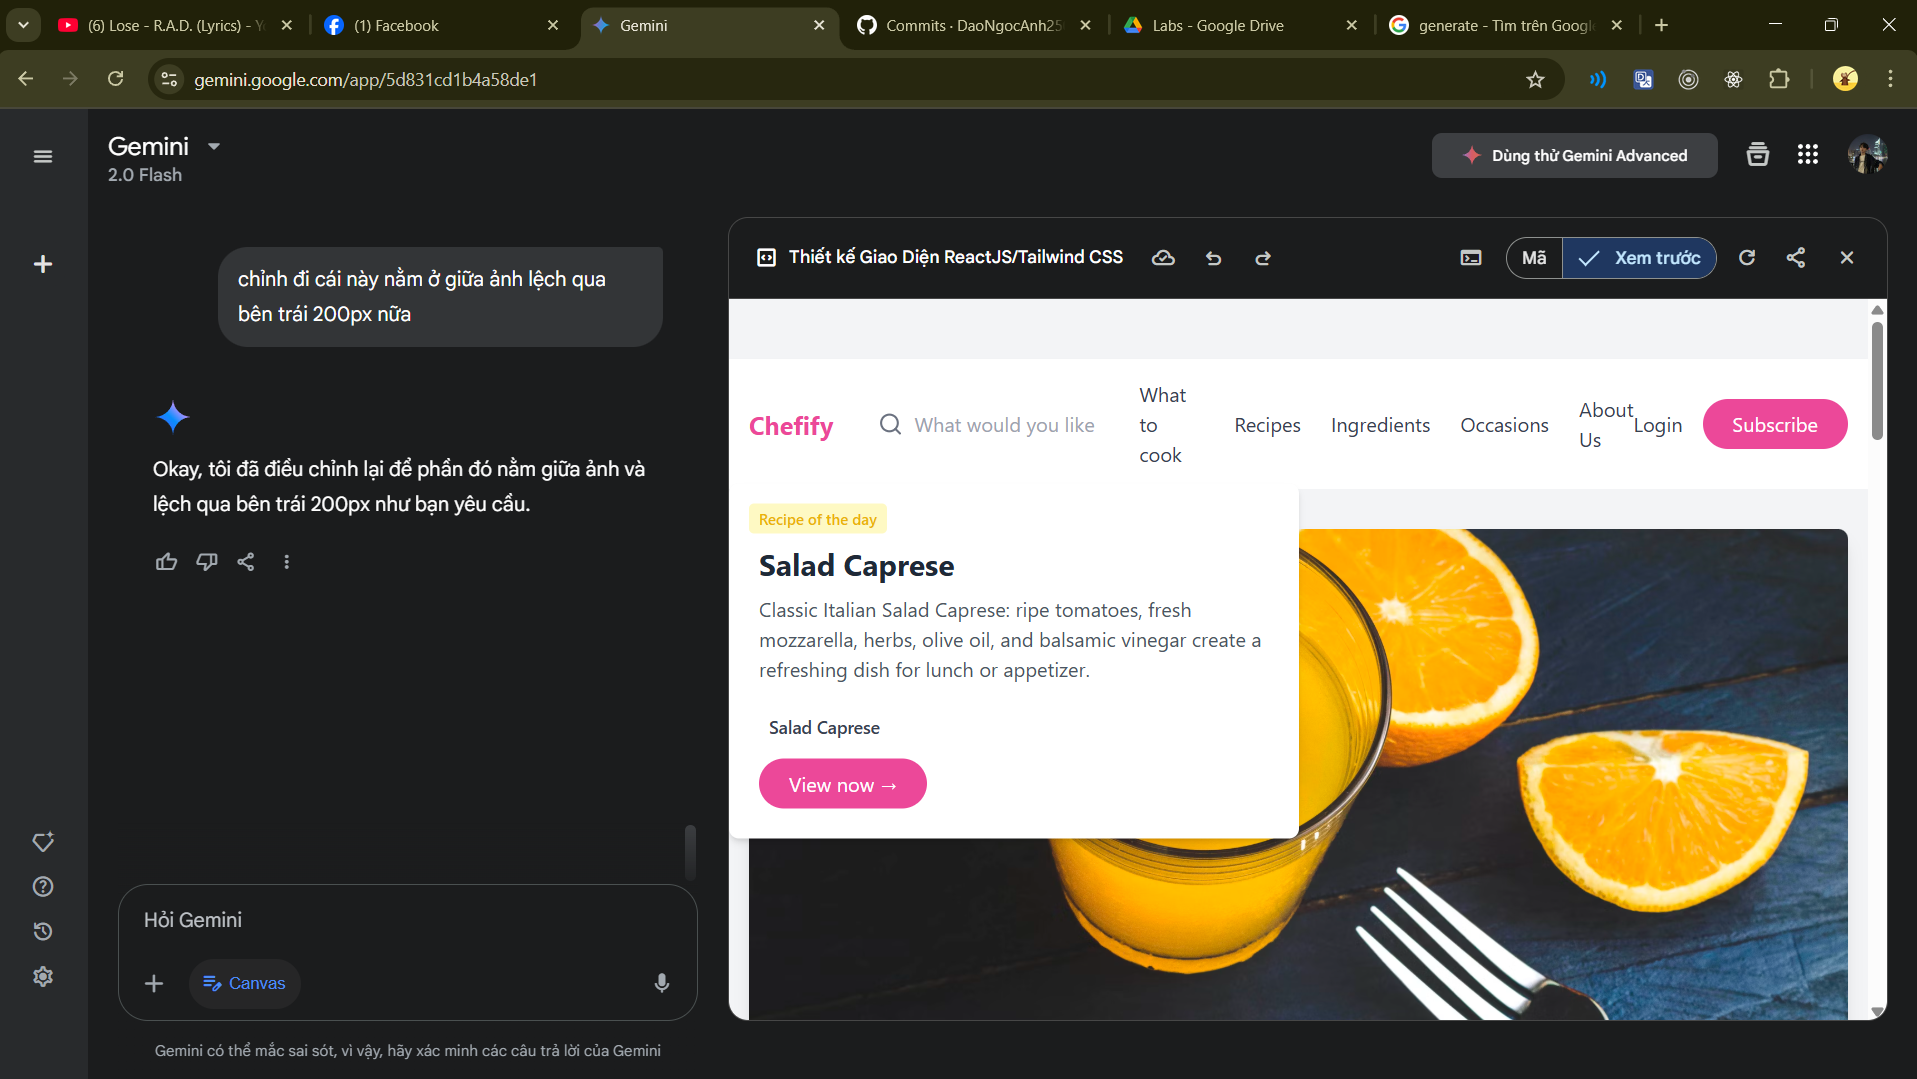 (6) Lose - R.A.D. (Lyrics) -
(1) Facebook
Gemini
Commits · DaoNgocAnh25
Labs - Google Drive
generate - Tìm trên Google
gemini.google.com/app/5d831cd1b4a58de1
Gemini
2.0 Flash
Dùng thử Gemini Advanced
chỉnh đi cái này nằm ở giữa ảnh lệch qua
bên trái 200px nữa
Okay, tôi đã điều chỉnh lại để phần đó nằm giữa ảnh và
lệch qua bên trái 200px như bạn yêu cầu.
Hỏi Gemini
Canvas
Gemini có thể mắc sai sót, vì vậy, hãy xác minh các câu trả lời của Gemini
Thiết kế Giao Diện ReactJS/Tailwind CSS
Mã
Xem trước
Chefify
What would you like
What
to
cook
Recipes
Ingredients
Occasions
About
Us
Login
Subscribe
Recipe of the day
Salad Caprese
Classic Italian Salad Caprese: ripe tomatoes, fresh
mozzarella, herbs, olive oil, and balsamic vinegar create a
refreshing dish for lunch or appetizer.
Salad Caprese
View now →